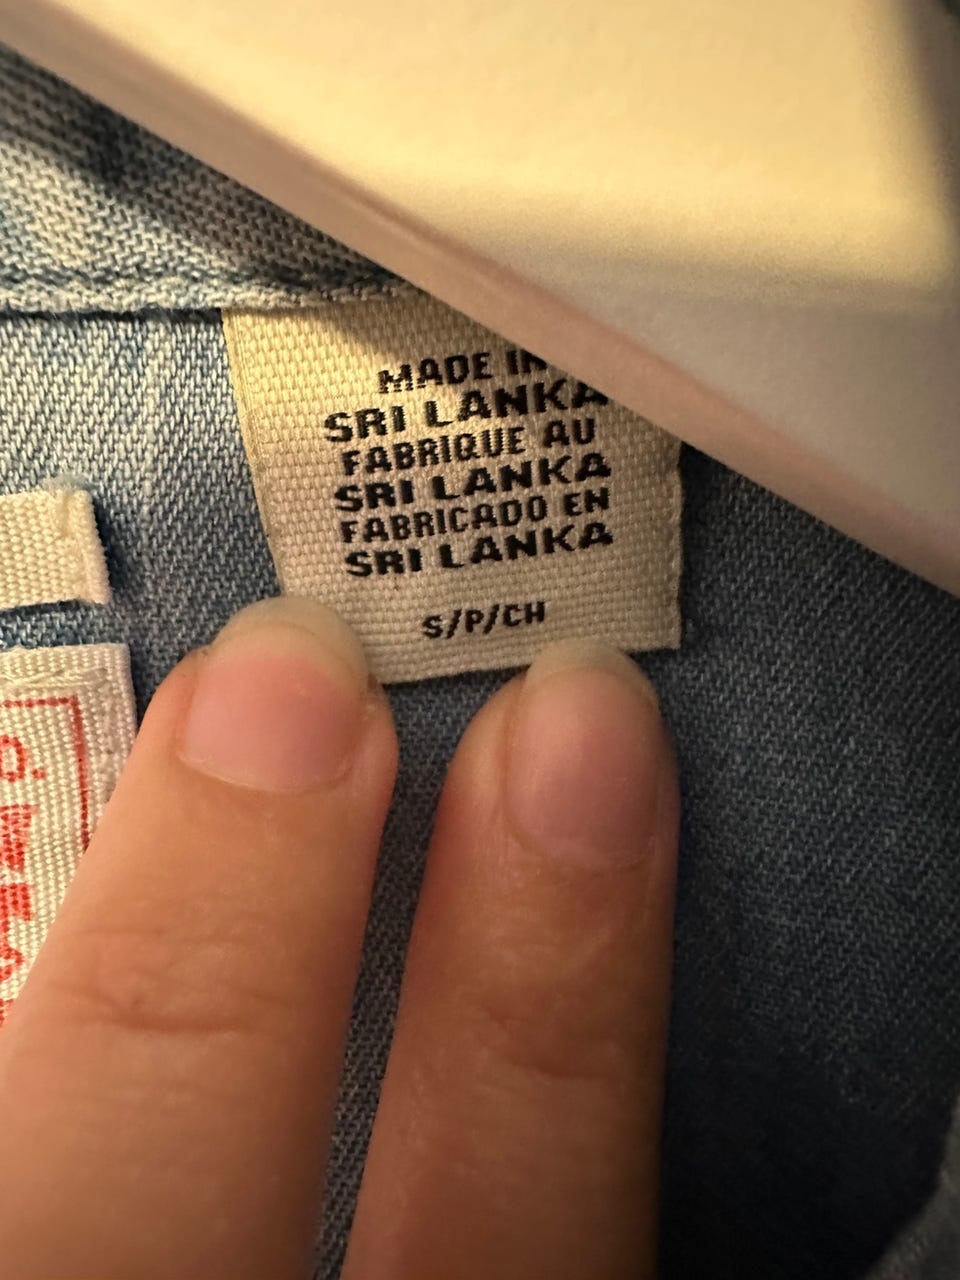 MADE IN
SRI LANKA
FABRIQUE AU
SRI LANKA
FABRICADO EN
SRI LANKA
S/P/CH